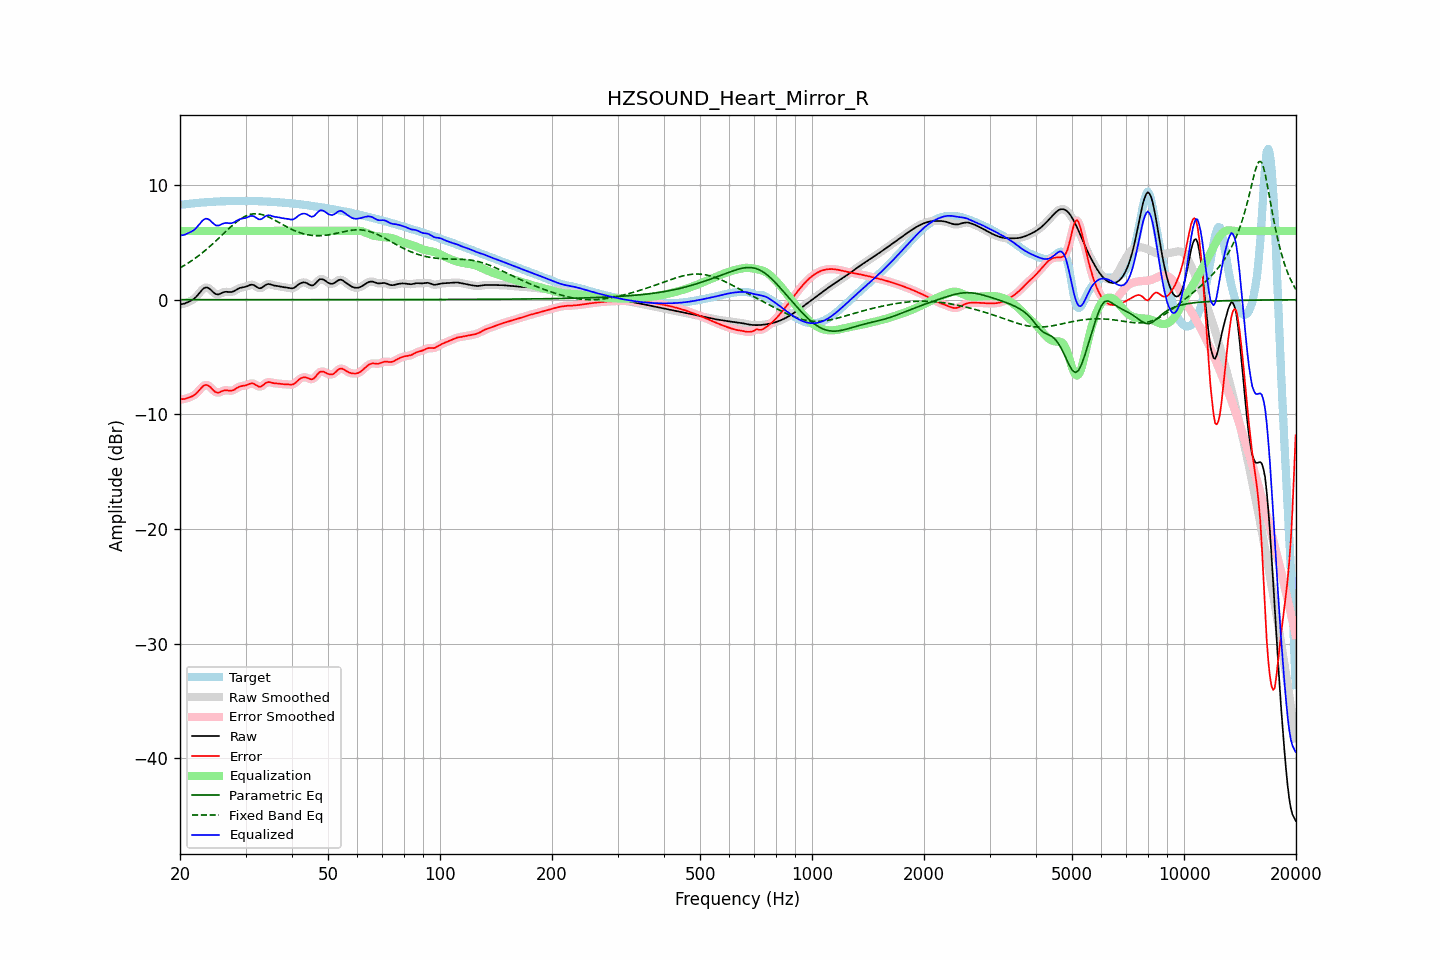 HZSOUND_Heart_Mirror_R
Amplitude (dBr)
10
0
−10
−20
−30
−40
Target
Raw Smoothed
Error Smoothed
Raw
Error
Equalization
Parametric Eq
Fixed Band Eq
Equalized
20 50 100 200 500 1000 2000 5000 10000 20000
Frequency (Hz)